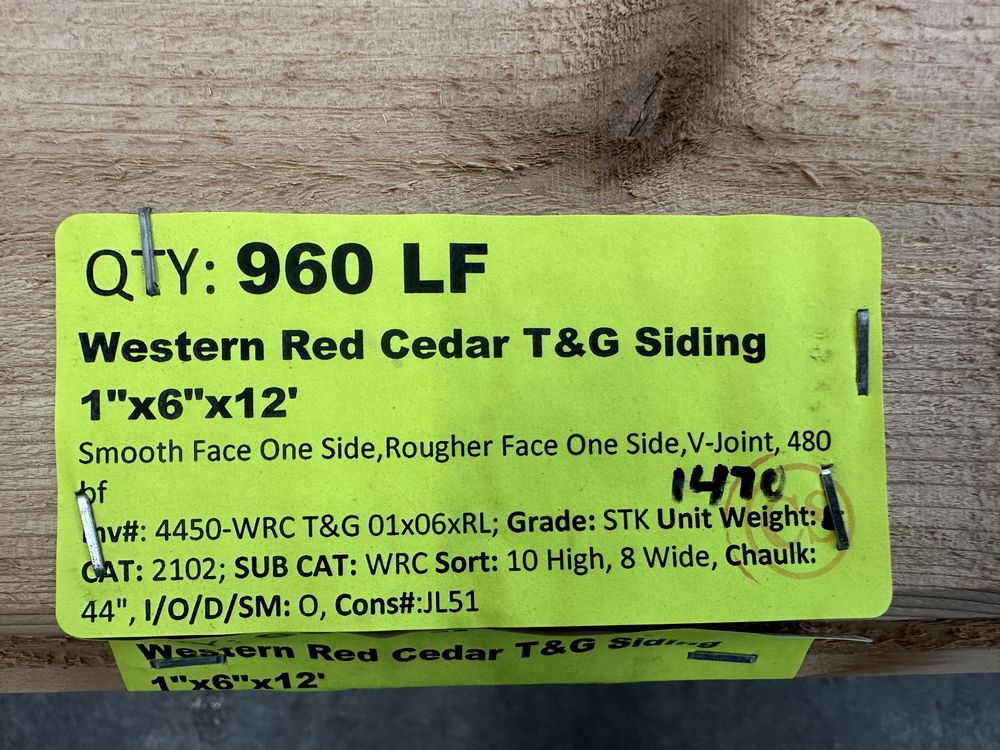 QTY: 960 LF
Western Red Cedar T&G Siding
1"x6"x12'
Smooth Face One Side,Rougher Face One Side,V-Joint, 480
bf
1470
Inv#: 4450-WRC T&G 01x06xRL; Grade: STK Unit Weight:
CAT: 2102; SUB CAT: WRC Sort: 10 High, 8 Wide, Chaulk:
44", I/O/D/SM: O, Cons#:JL51
Western Red Cedar T&G Siding
1"x6"x12'